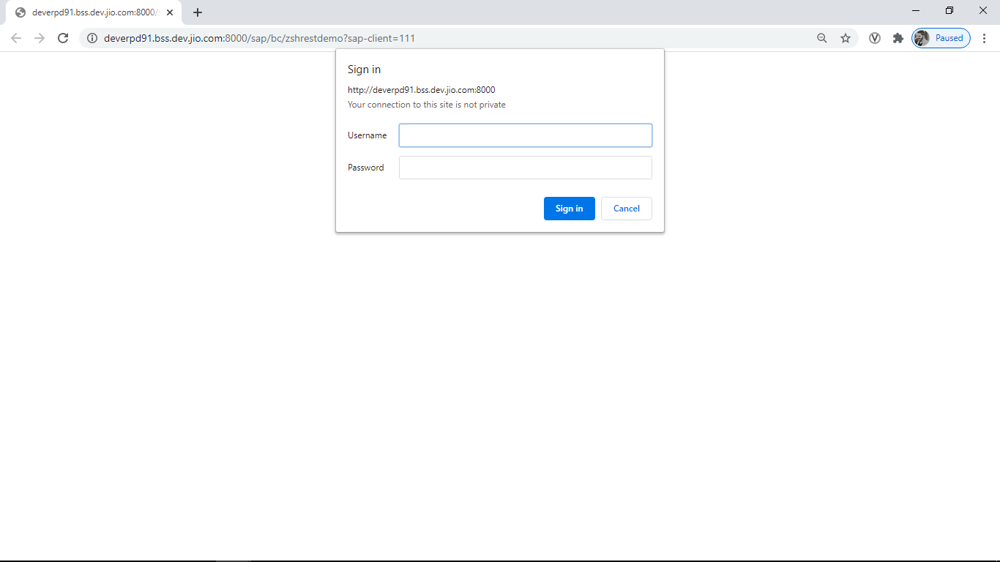 deverpd91.bss.dev.jio.com:8000/
deverpd91.bss.dev.jio.com:8000/sap/bc/zshrestdemo?sap-client=111
Paused
Sign in
http://deverpd91.bss.dev.jio.com:8000
Your connection to this site is not private
Username
Password
Sign in Cancel